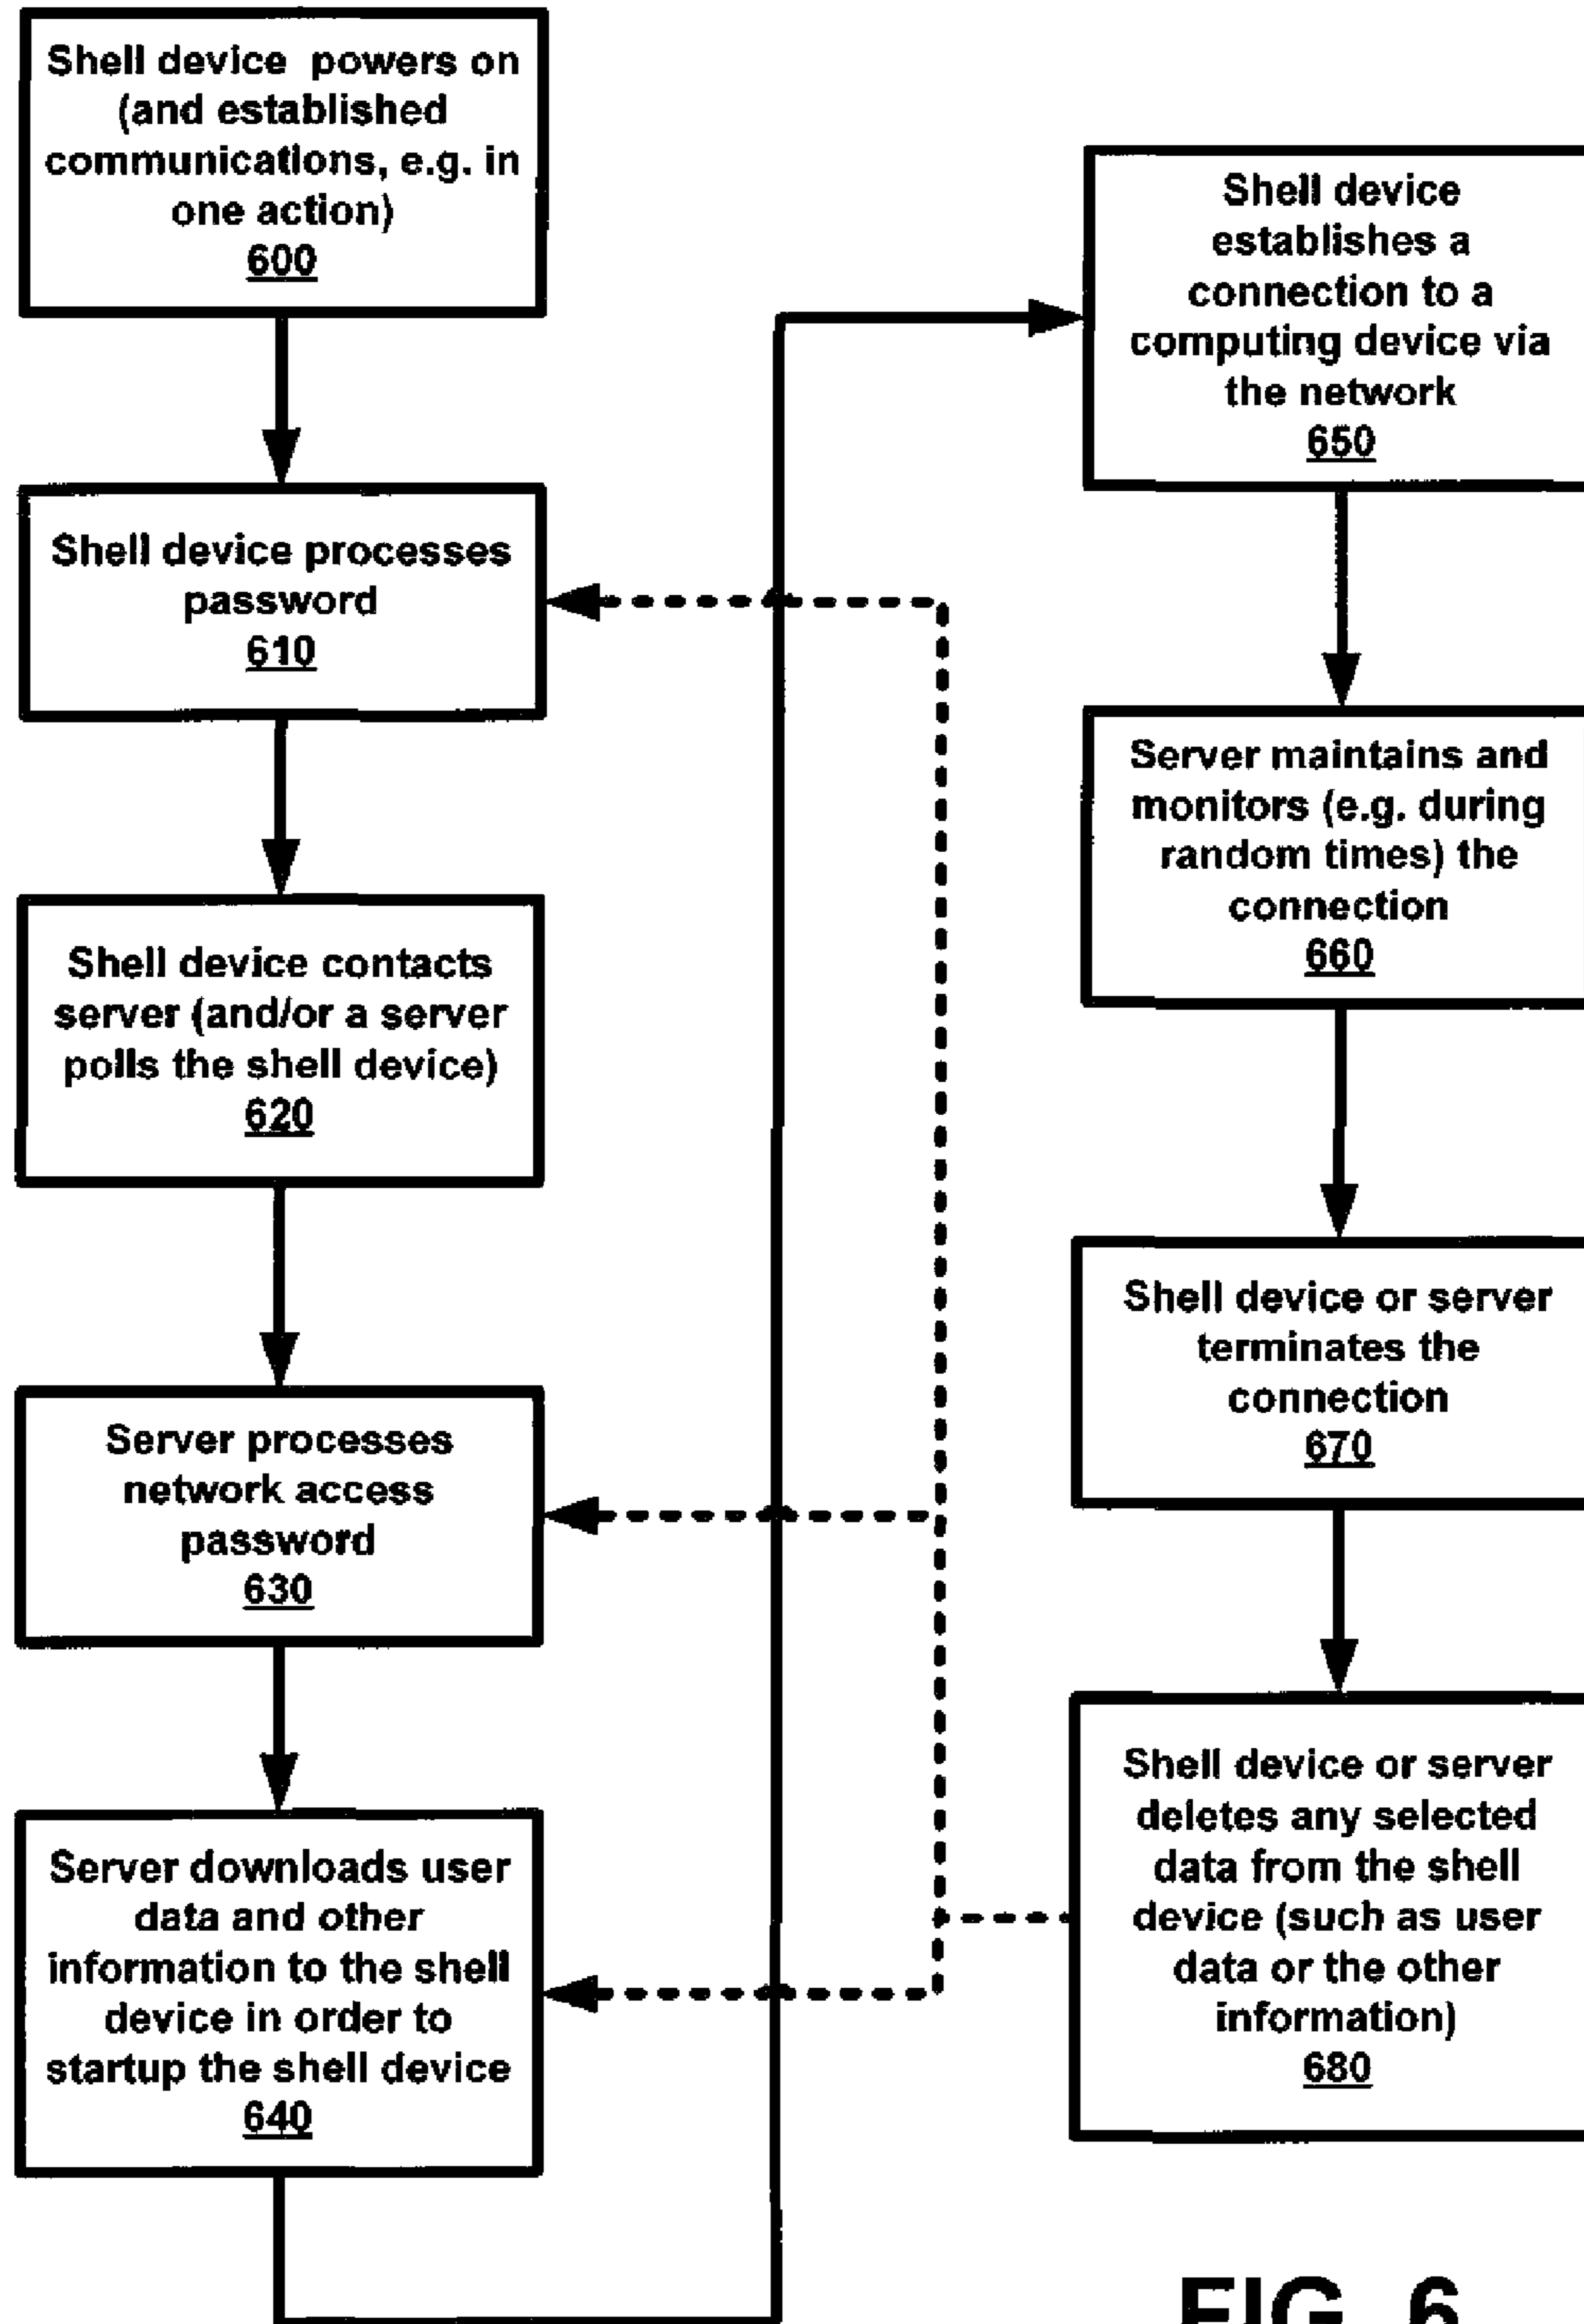 Shell device powers on
(and established
communications, e.g. in
one action)
600
Shell device processes
password
610
Shell device contacts
server (and/or a server
polls the shell device)
620
Server processes
network access
password
630
Server downloads user
data and other
information to the shell
device in order to
startup the shell device
640
Shell device
establishes a
connection to a
computing device via
the network
650
Server maintains and
monitors (e.g. during
random times) the
connection
660
Shell device or server
terminates the
connection
670
Shell device or server
deletes any selected
data from the shell
device (such as user
data or the other
information)
680
FIG. 6